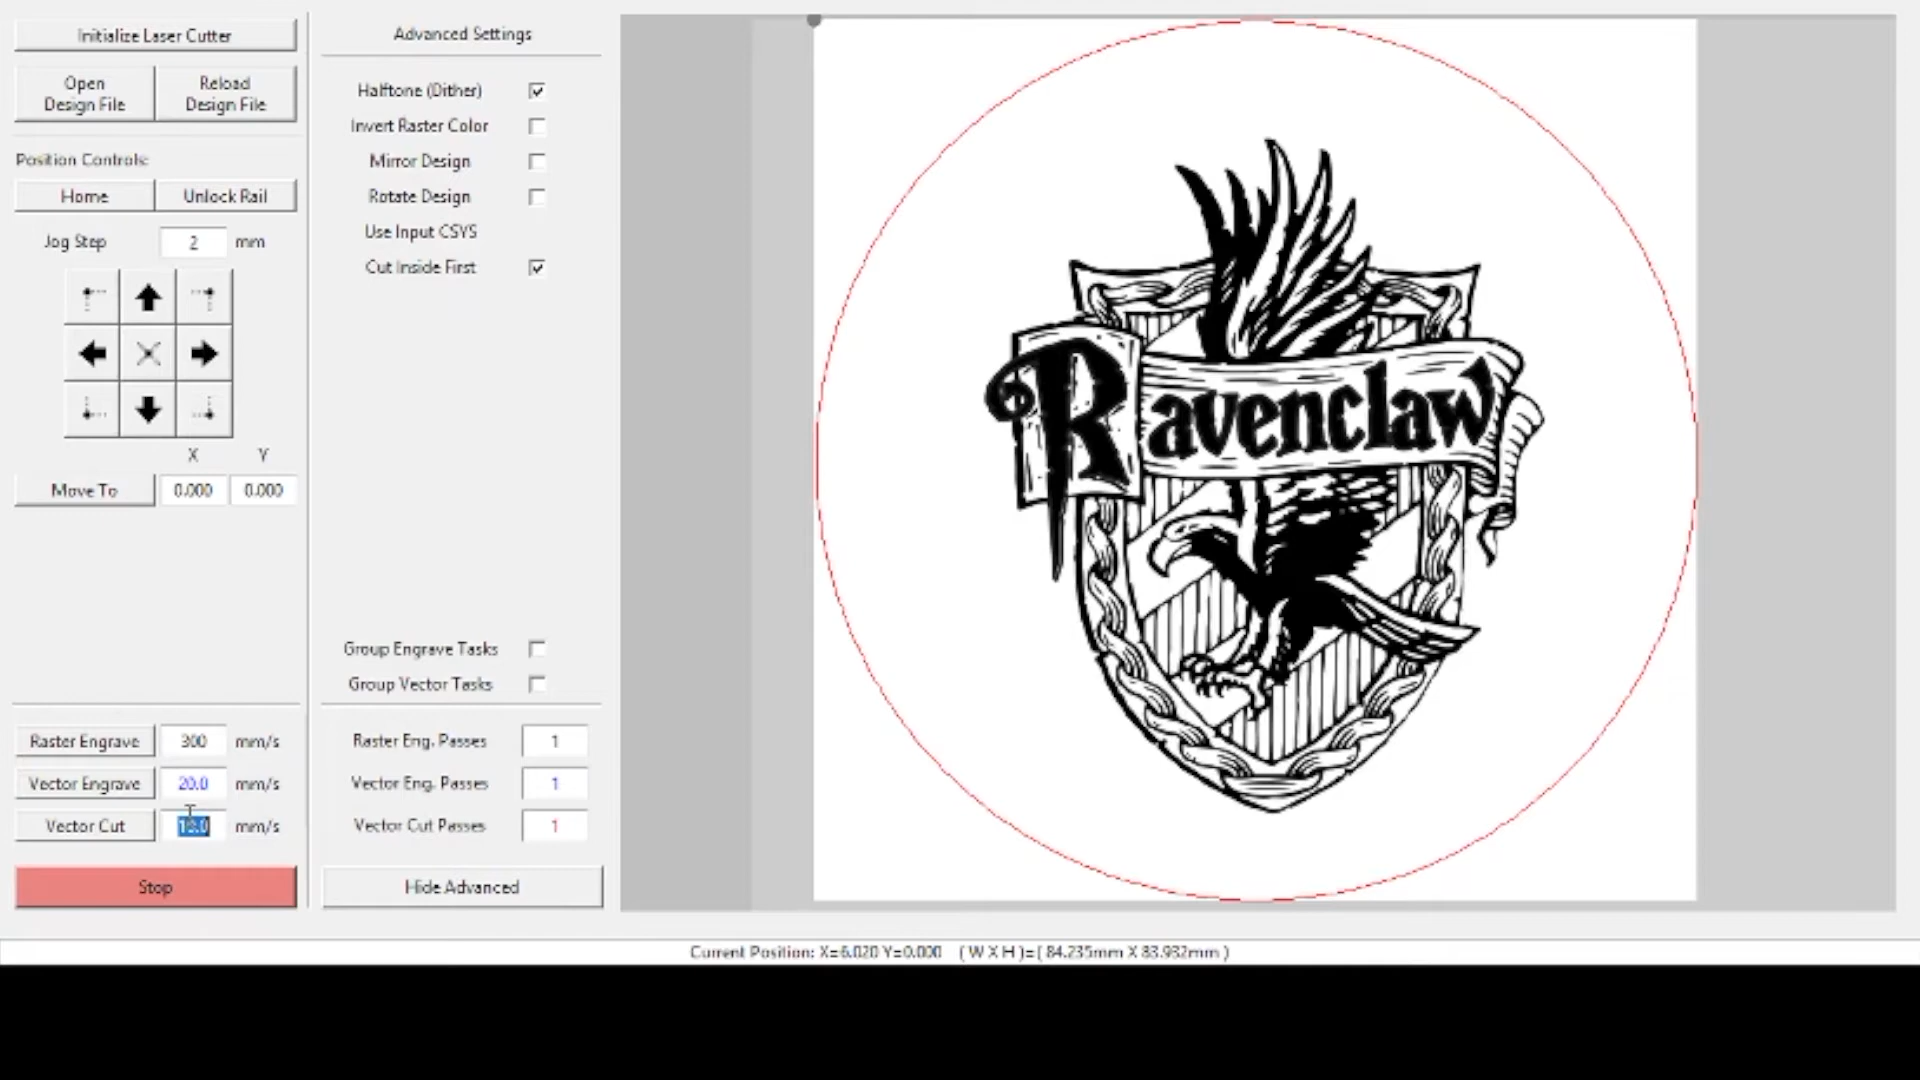 Initialize Laser Cutter
Open
Design File
Reload
Design File
Position Controls:
Home
Unlock Rail
Jog Step 2 mm
X Y
Move To 0.000 0.000
Raster Engrave 300 mm/s
Vector Engrave 20.0 mm/s
Vector Cut 10.0 mm/s
Stop
Advanced Settings
Halftone (Dither)
Invert Raster Color
Mirror Design
Rotate Design
Use Input CSYS
Cut Inside First
Group Engrave Tasks
Group Vector Tasks
Raster Eng. Passes 1
Vector Eng. Passes 1
Vector Cut Passes 1
Hide Advanced
Ravenclaw
Current Position: X=6.020 Y=0.000 ( W X H )=( 84.235mm X 83.932mm )